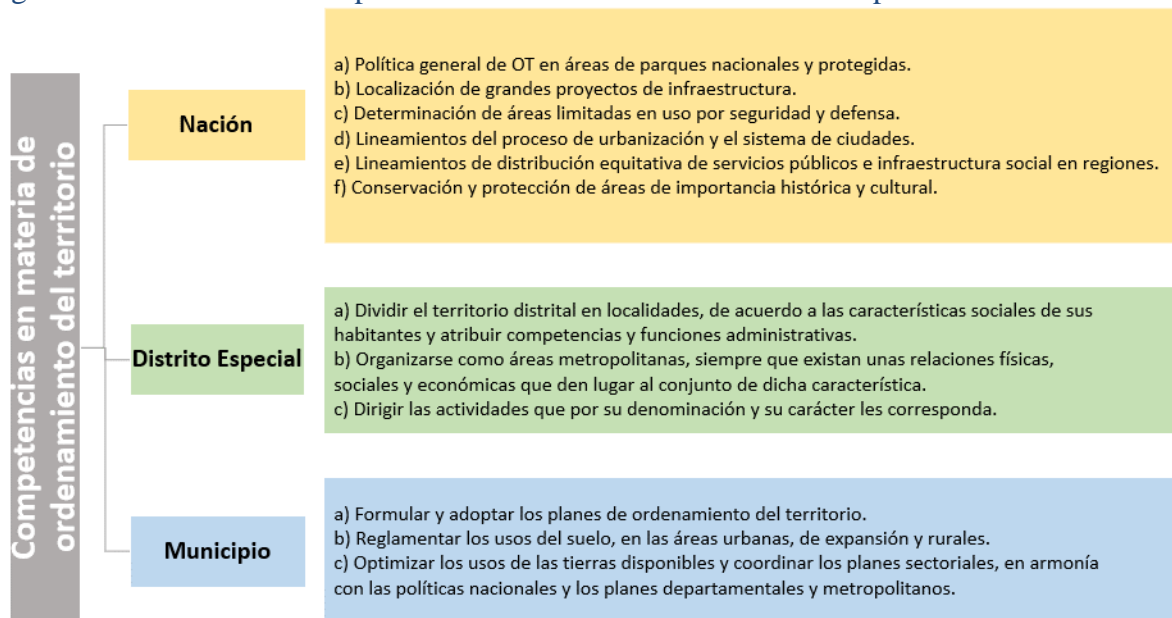 Competencias en materia de
ordenamiento del territorio
Nación
a) Política general de OT en áreas de parques nacionales y protegidas.
b) Localización de grandes proyectos de infraestructura.
c) Determinación de áreas limitadas en uso por seguridad y defensa.
d) Lineamientos del proceso de urbanización y el sistema de ciudades.
e) Lineamientos de distribución equitativa de servicios públicos e infraestructura social en regiones.
f) Conservación y protección de áreas de importancia histórica y cultural.
Distrito Especial
a) Dividir el territorio distrital en localidades, de acuerdo a las características sociales de sus
habitantes y atribuir competencias y funciones administrativas.
b) Organizarse como áreas metropolitanas, siempre que existan unas relaciones físicas,
sociales y económicas que den lugar al conjunto de dicha característica.
c) Dirigir las actividades que por su denominación y su carácter les corresponda.
Municipio
a) Formular y adoptar los planes de ordenamiento del territorio.
b) Reglamentar los usos del suelo, en las áreas urbanas, de expansión y rurales.
c) Optimizar los usos de las tierras disponibles y coordinar los planes sectoriales, en armonía
con las políticas nacionales y los planes departamentales y metropolitanos.